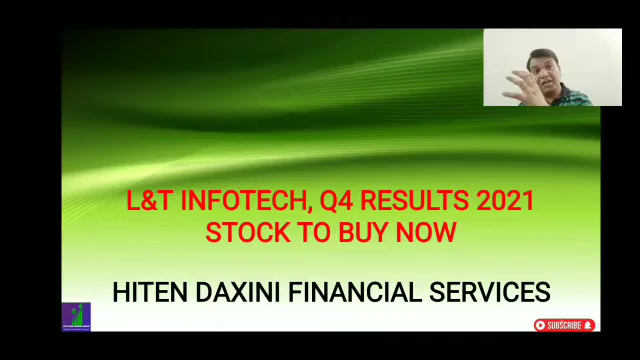 L&T INFOTECH, Q4 RESULTS 2021
STOCK TO BUY NOW
HITEN DAXINI FINANCIAL SERVICES
SUBSCRIBE